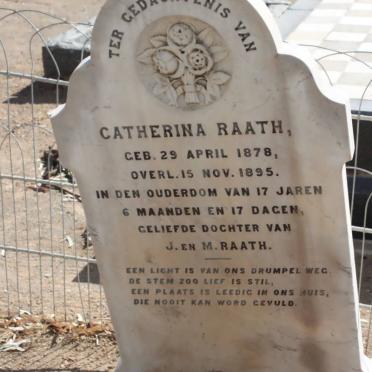 TER GEDACHTENIS VAN
CATHERINA RAATH,
GEB. 29 APRIL 1878,
OVERL. 15 NOV. 1895.
IN DEN OUDERDOM VAN 17 JAREN
6 MAANDEN EN 17 DAGEN,
GELIEFDE DOCHTER VAN
J. EN M. RAATH.
EEN LICHT IS VAN ONS DRUMPEL WEG
DE STEM ZOO LIEF IS STIL,
EEN PLAATS IS LEEDIG IN ONS HUIS,
DIE NOOIT KAN WORD GEVULD.